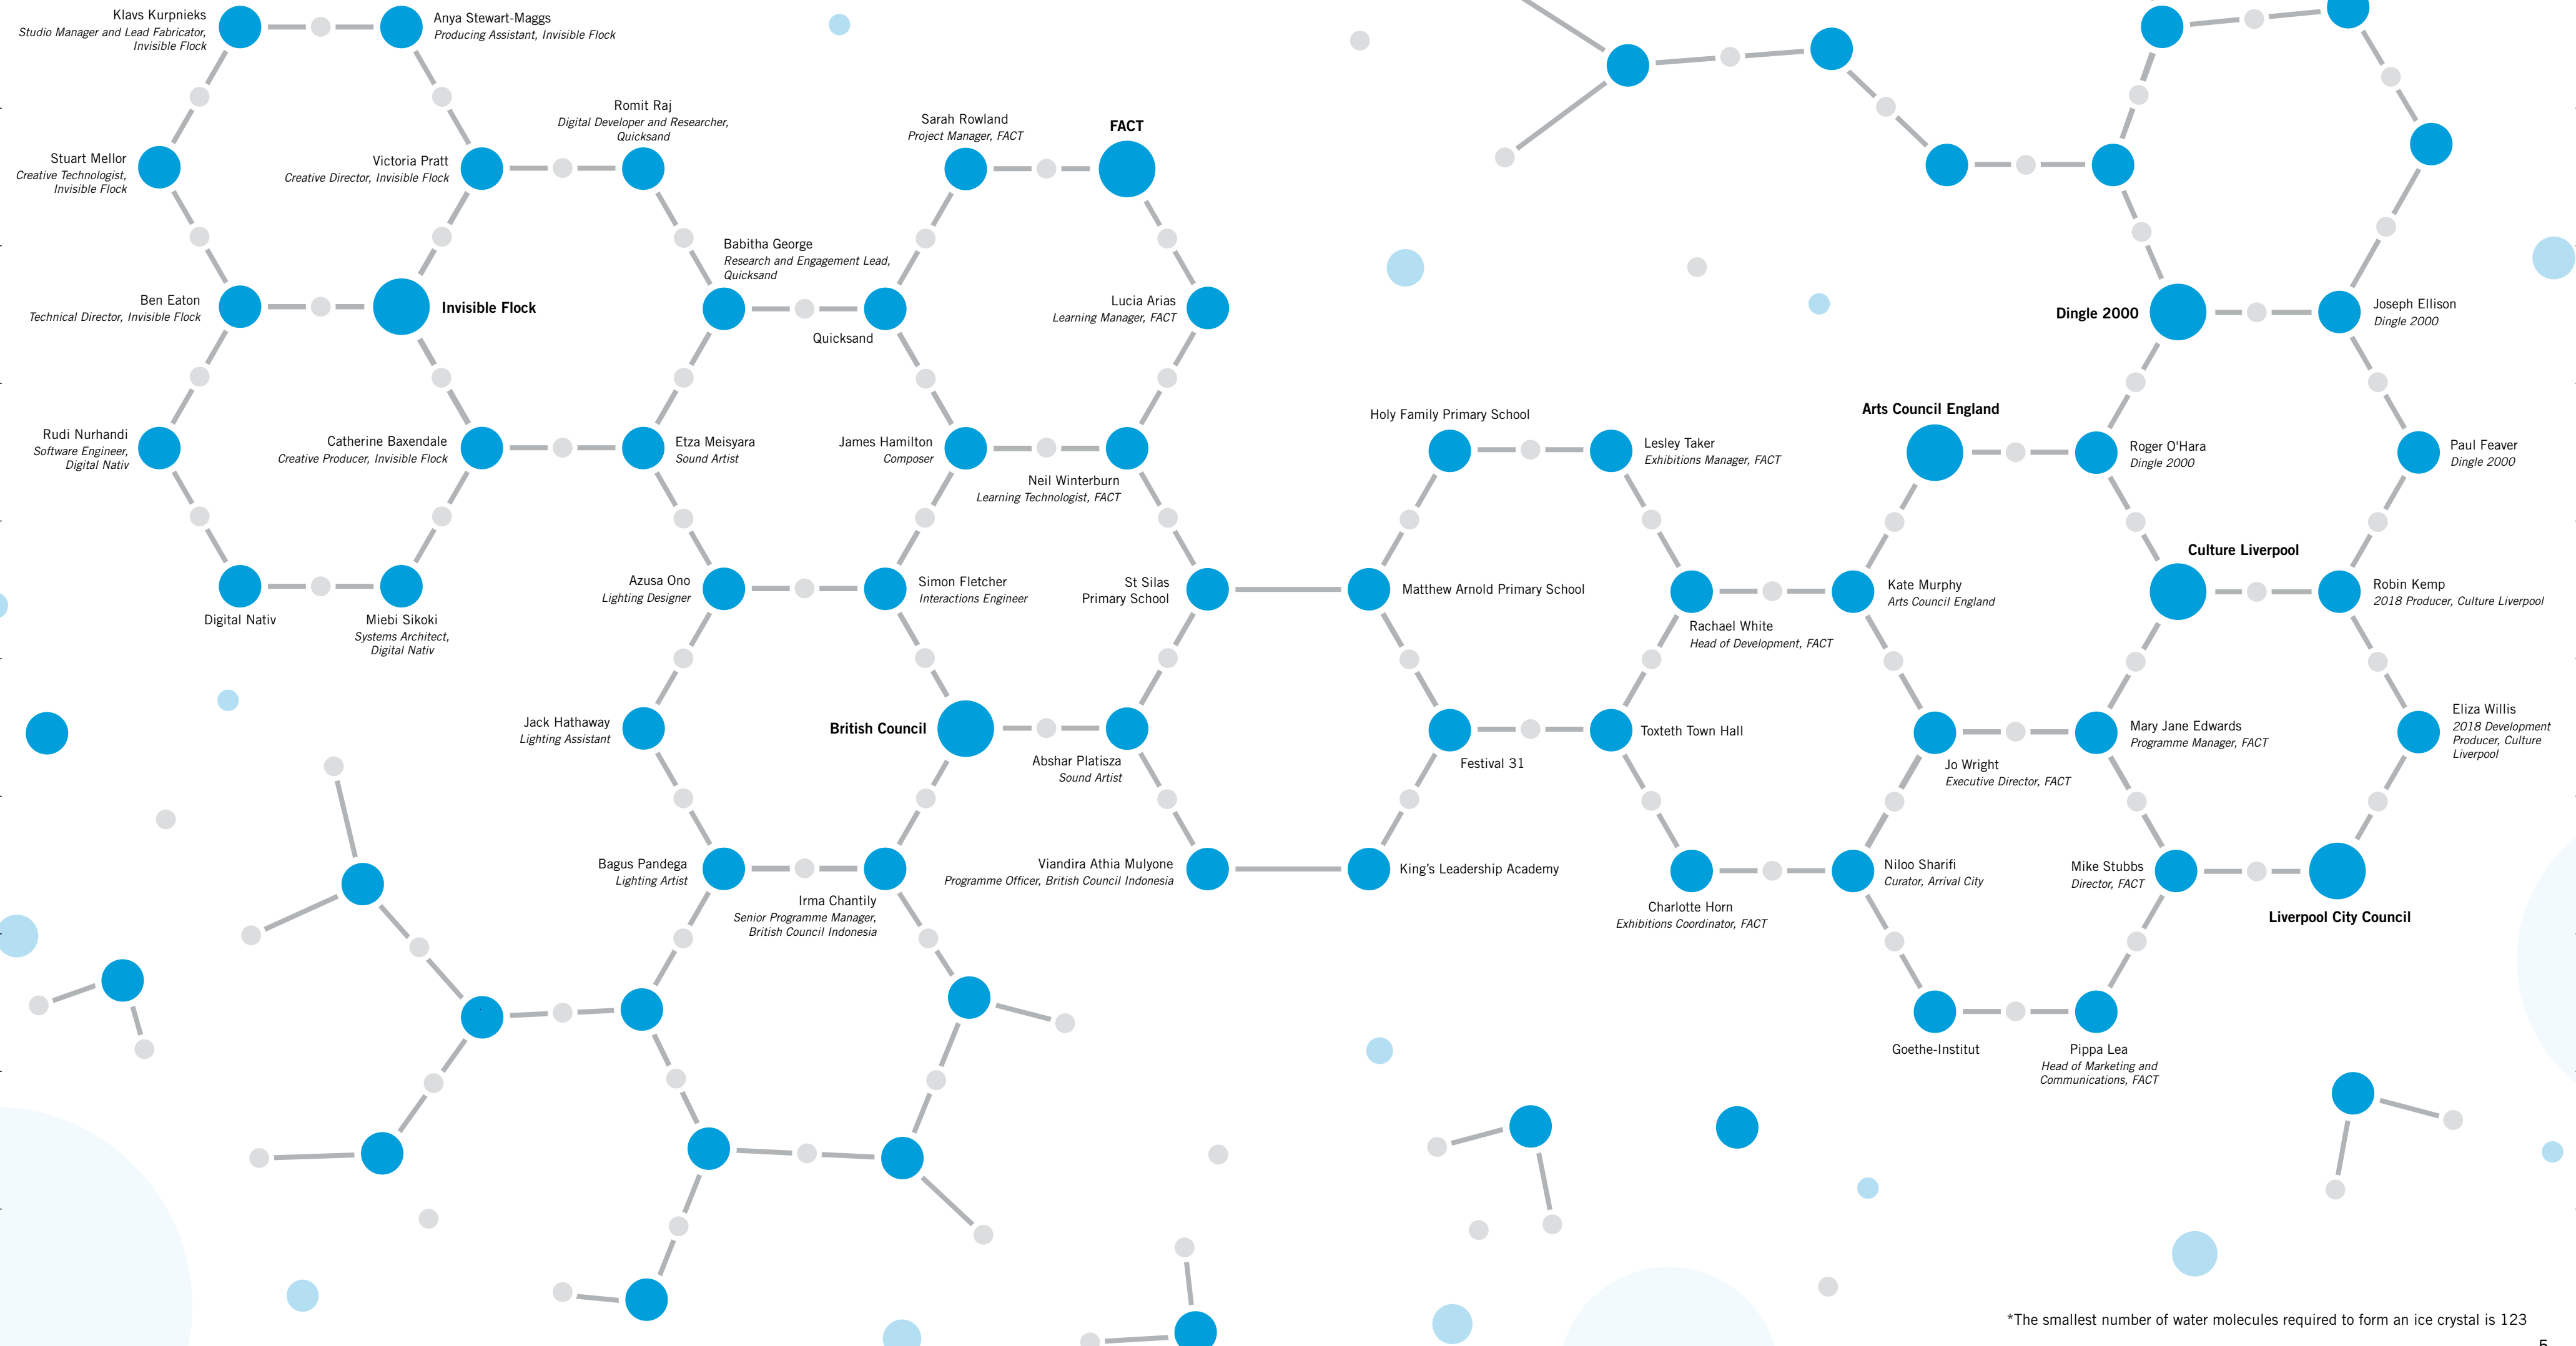 Klavs Kurpnieks
Studio Manager and Lead Fabricator,
Invisible Flock
Anya Stewart-Maggs
Producing Assistant, Invisible Flock
Romit Raj
Digital Developer and Researcher,
Quicksand
Sarah Rowland
Project Manager, FACT
FACT
Stuart Mellor
Creative Technologist,
Invisible Flock
Victoria Pratt
Creative Director, Invisible Flock
Babitha George
Research and Engagement Lead,
Quicksand
Ben Eaton
Technical Director, Invisible Flock
Invisible Flock
Quicksand
Lucia Arias
Learning Manager, FACT
Dingle 2000
Joseph Ellison
Dingle 2000
Rudi Nurhandi
Software Engineer,
Digital Nativ
Catherine Baxendale
Creative Producer, Invisible Flock
Etza Meisyara
Sound Artist
James Hamilton
Composer
Neil Winterburn
Learning Technologist, FACT
Holy Family Primary School
Lesley Taker
Exhibitions Manager, FACT
Arts Council England
Roger O'Hara
Dingle 2000
Paul Feaver
Dingle 2000
Digital Nativ
Miebi Sikoki
Systems Architect,
Digital Nativ
Azusa Ono
Lighting Designer
Simon Fletcher
Interactions Engineer
St Silas
Primary School
Matthew Arnold Primary School
Rachael White
Head of Development, FACT
Kate Murphy
Arts Council England
Culture Liverpool
Robin Kemp
2018 Producer, Culture Liverpool
Jack Hathaway
Lighting Assistant
British Council
Abshar Platisza
Sound Artist
Festival 31
Toxteth Town Hall
Jo Wright
Executive Director, FACT
Mary Jane Edwards
Programme Manager, FACT
Eliza Willis
2018 Development
Producer, Culture
Liverpool
Bagus Pandega
Lighting Artist
Irma Chantily
Senior Programme Manager,
British Council Indonesia
Viandira Athia Mulyone
Programme Officer, British Council Indonesia
King’s Leadership Academy
Charlotte Horn
Exhibitions Coordinator, FACT
Niloo Sharifi
Curator, Arrival City
Mike Stubbs
Director, FACT
Liverpool City Council
Goethe-Institut
Pippa Lea
Head of Marketing and
Communications, FACT
*The smallest number of water molecules required to form an ice crystal is 123